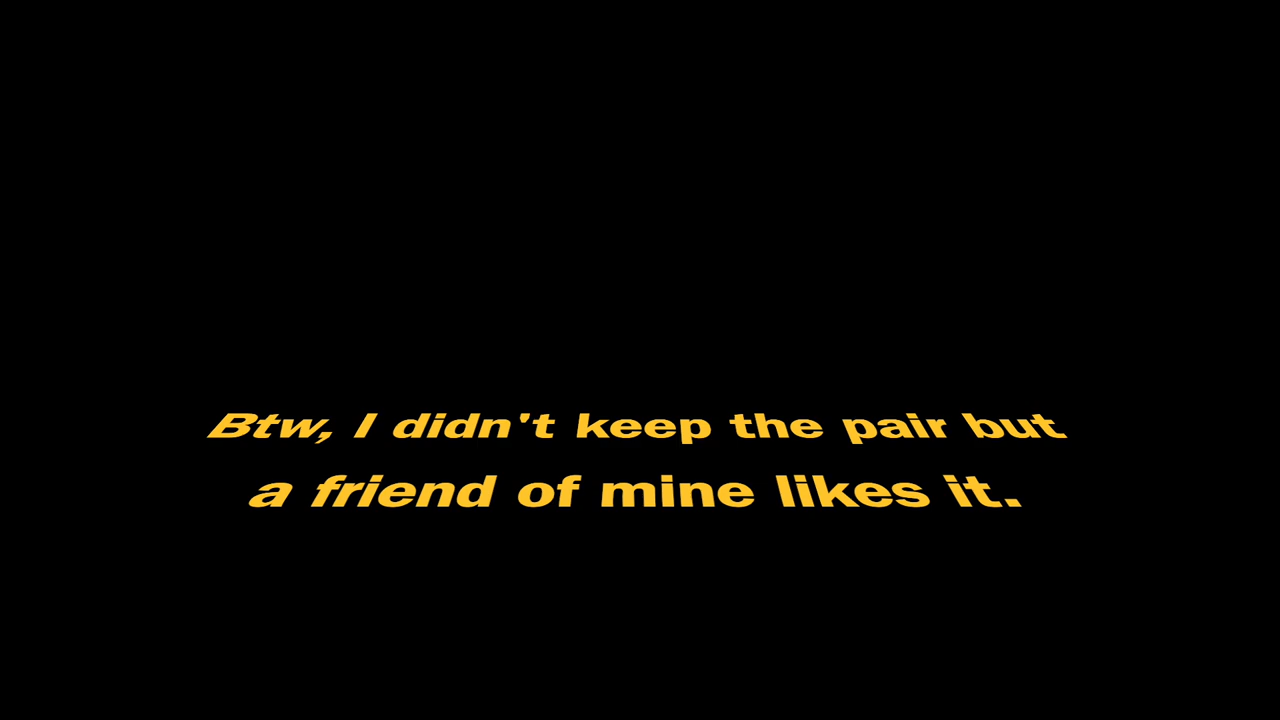 Btw, I didn't keep the pair but
a friend of mine likes it.